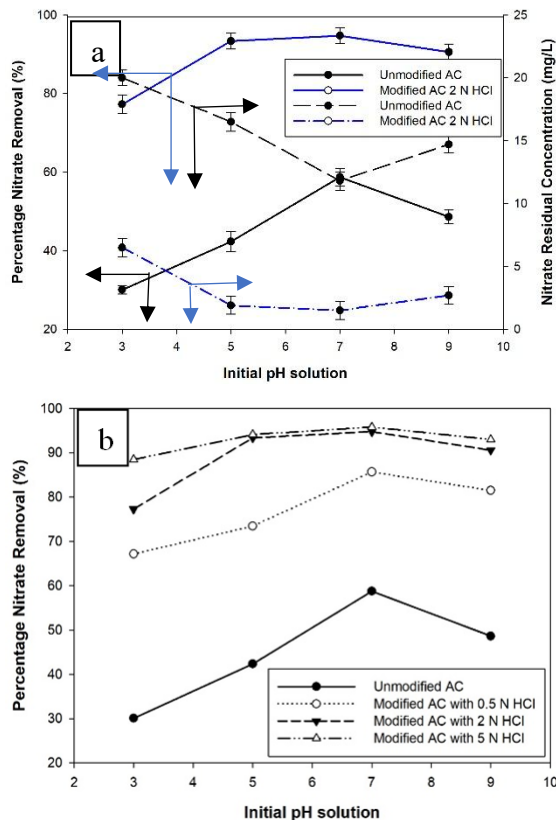 a
Percentage Nitrate Removal (%)
100
80
60
40
20
25
20
15
10
5
0
Nitrate Residual Concentration (mg/L)
Unmodified AC
Modified AC 2 N HCl
Unmodified AC
Modified AC 2 N HCl
2 3 4 5 6 7 8 9 10
Initial pH solution
b
Percentage Nitrate Removal (%)
100
90
80
70
60
50
40
30
20
Unmodified AC
Modified AC with 0.5 N HCl
Modified AC with 2 N HCl
Modified AC with 5 N HCl
2 3 4 5 6 7 8 9 10
Initial pH solution